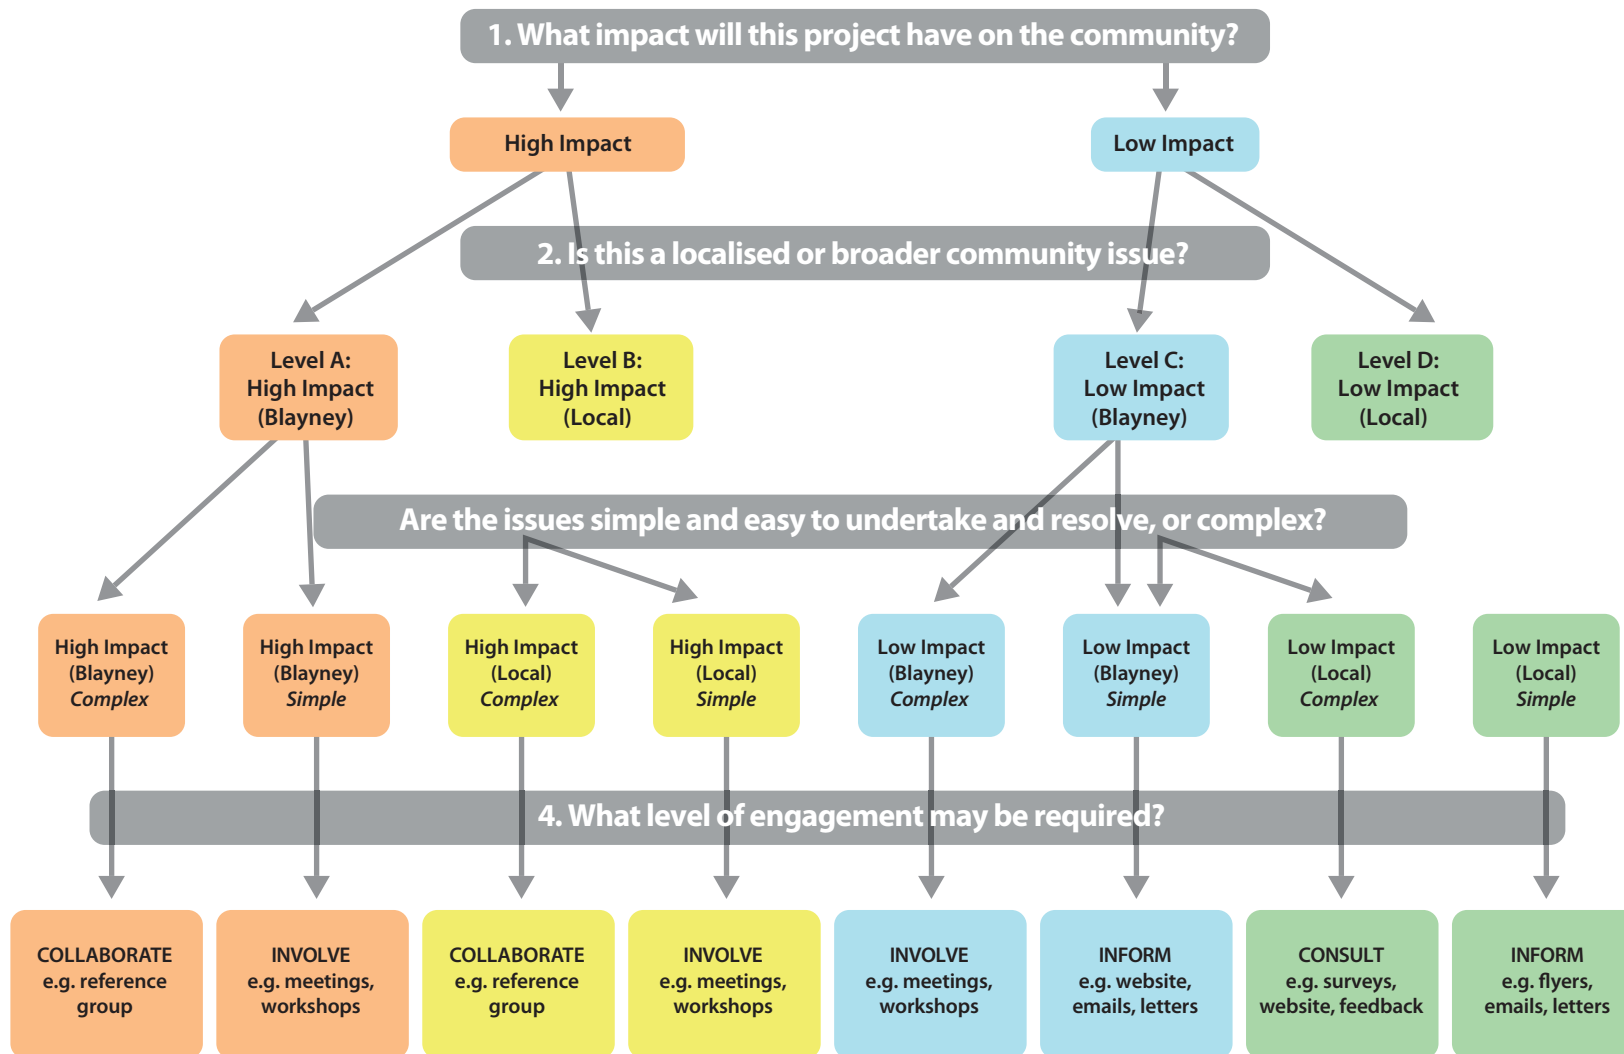 1. What impact will this project have on the community?
High Impact
Low Impact
2. Is this a localised or broader community issue?
Level A:
High Impact
(Blayney)
Level B:
High Impact
(Local)
Level C:
Low Impact
(Blayney)
Level D:
Low Impact
(Local)
Are the issues simple and easy to undertake and resolve, or complex?
High Impact
(Blayney)
Complex
High Impact
(Blayney)
Simple
High Impact
(Local)
Complex
High Impact
(Local)
Simple
Low Impact
(Blayney)
Complex
Low Impact
(Blayney)
Simple
Low Impact
(Local)
Complex
Low Impact
(Local)
Simple
4. What level of engagement may be required?
COLLABORATE
e.g. reference
group
INVOLVE
e.g. meetings,
workshops
COLLABORATE
e.g. reference
group
INVOLVE
e.g. meetings,
workshops
INVOLVE
e.g. meetings,
workshops
INFORM
e.g. website,
emails, letters
CONSULT
e.g. surveys,
website, feedback
INFORM
e.g. flyers,
emails, letters